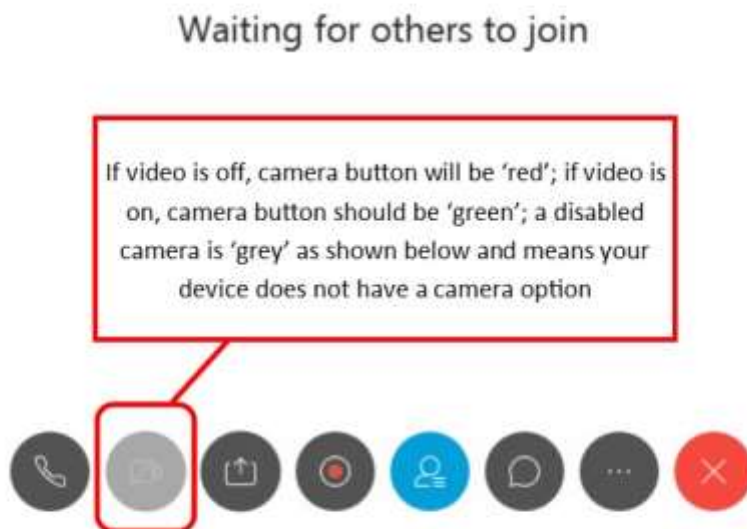 Waiting for others to join
If video is off, camera button will be ‘red’; if video is
on, camera button should be ‘green’; a disabled
camera is ‘grey’ as shown below and means your
device does not have a camera option